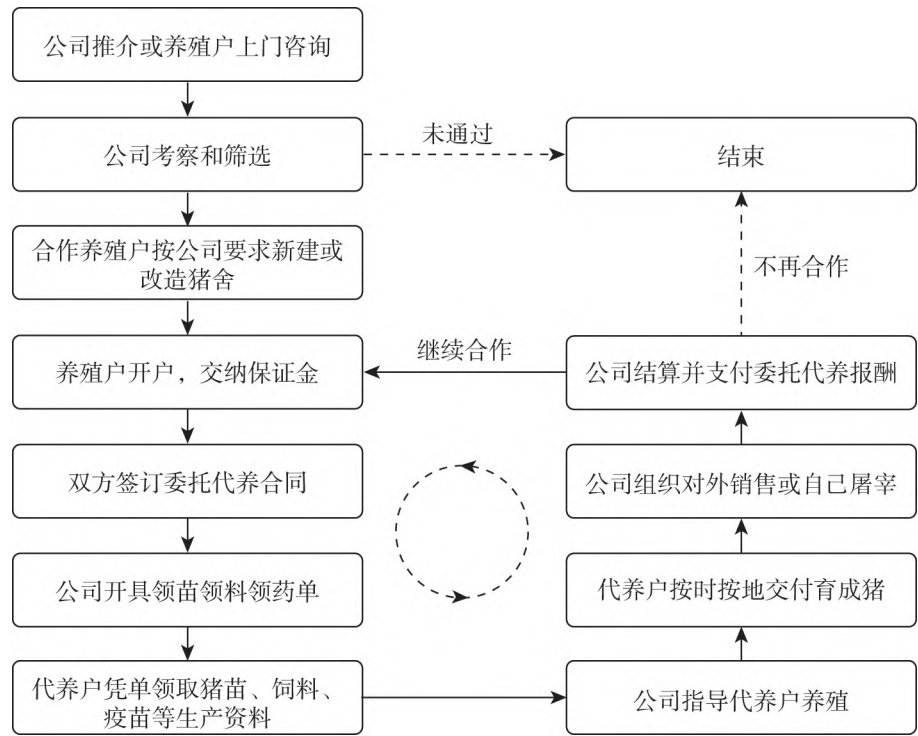 公司推介或养殖户上门咨询
公司考察和筛选
未通过
结束
合作养殖户按公司要求新建或
改造猪舍
不再合作
养殖户开户，交纳保证金
继续合作
公司结算并支付委托代养报酬
双方签订委托代养合同
公司组织对外销售或自己屠宰
公司开具领苗领料领药单
代养户按时按地交付育成猪
代养户凭单领取猪苗、饲料、
疫苗等生产资料
公司指导代养户养殖